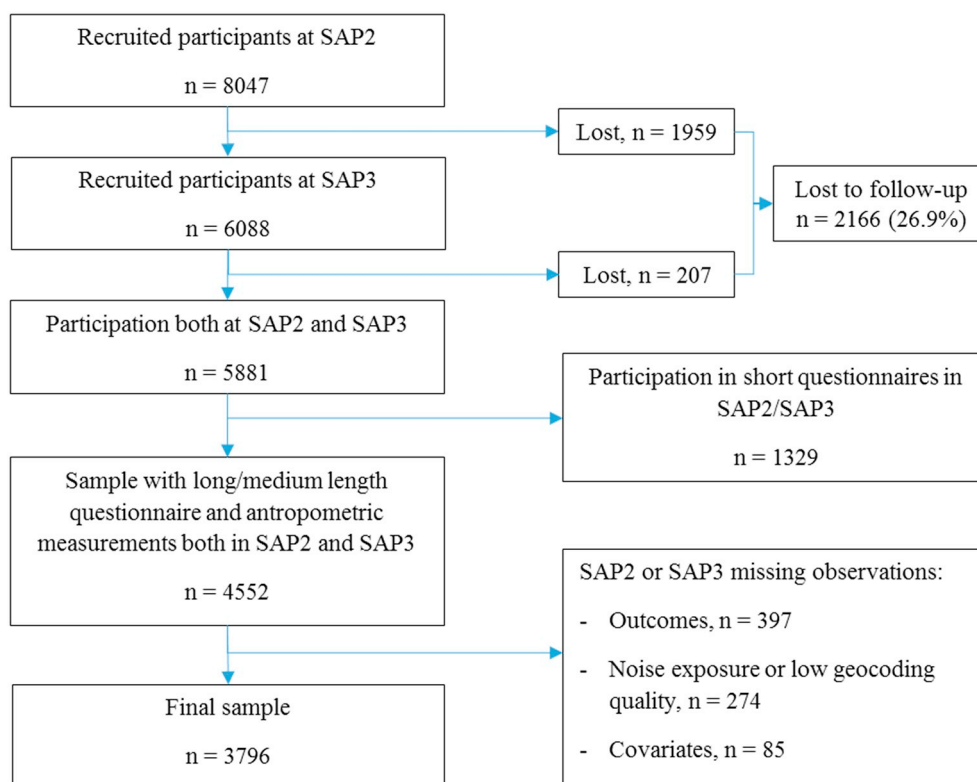 Recruited participants at SAP2
n = 8047
Lost, n = 1959
Recruited participants at SAP3
n = 6088
Lost to follow-up
n = 2166 (26.9%)
Lost, n = 207
Participation both at SAP2 and SAP3
n = 5881
Participation in short questionnaires in
SAP2/SAP3
n = 1329
Sample with long/medium length
questionnaire and antropometric
measurements both in SAP2 and SAP3
n = 4552
SAP2 or SAP3 missing observations:
- Outcomes, n = 397
- Noise exposure or low geocoding
quality, n = 274
- Covariates, n = 85
Final sample
n = 3796